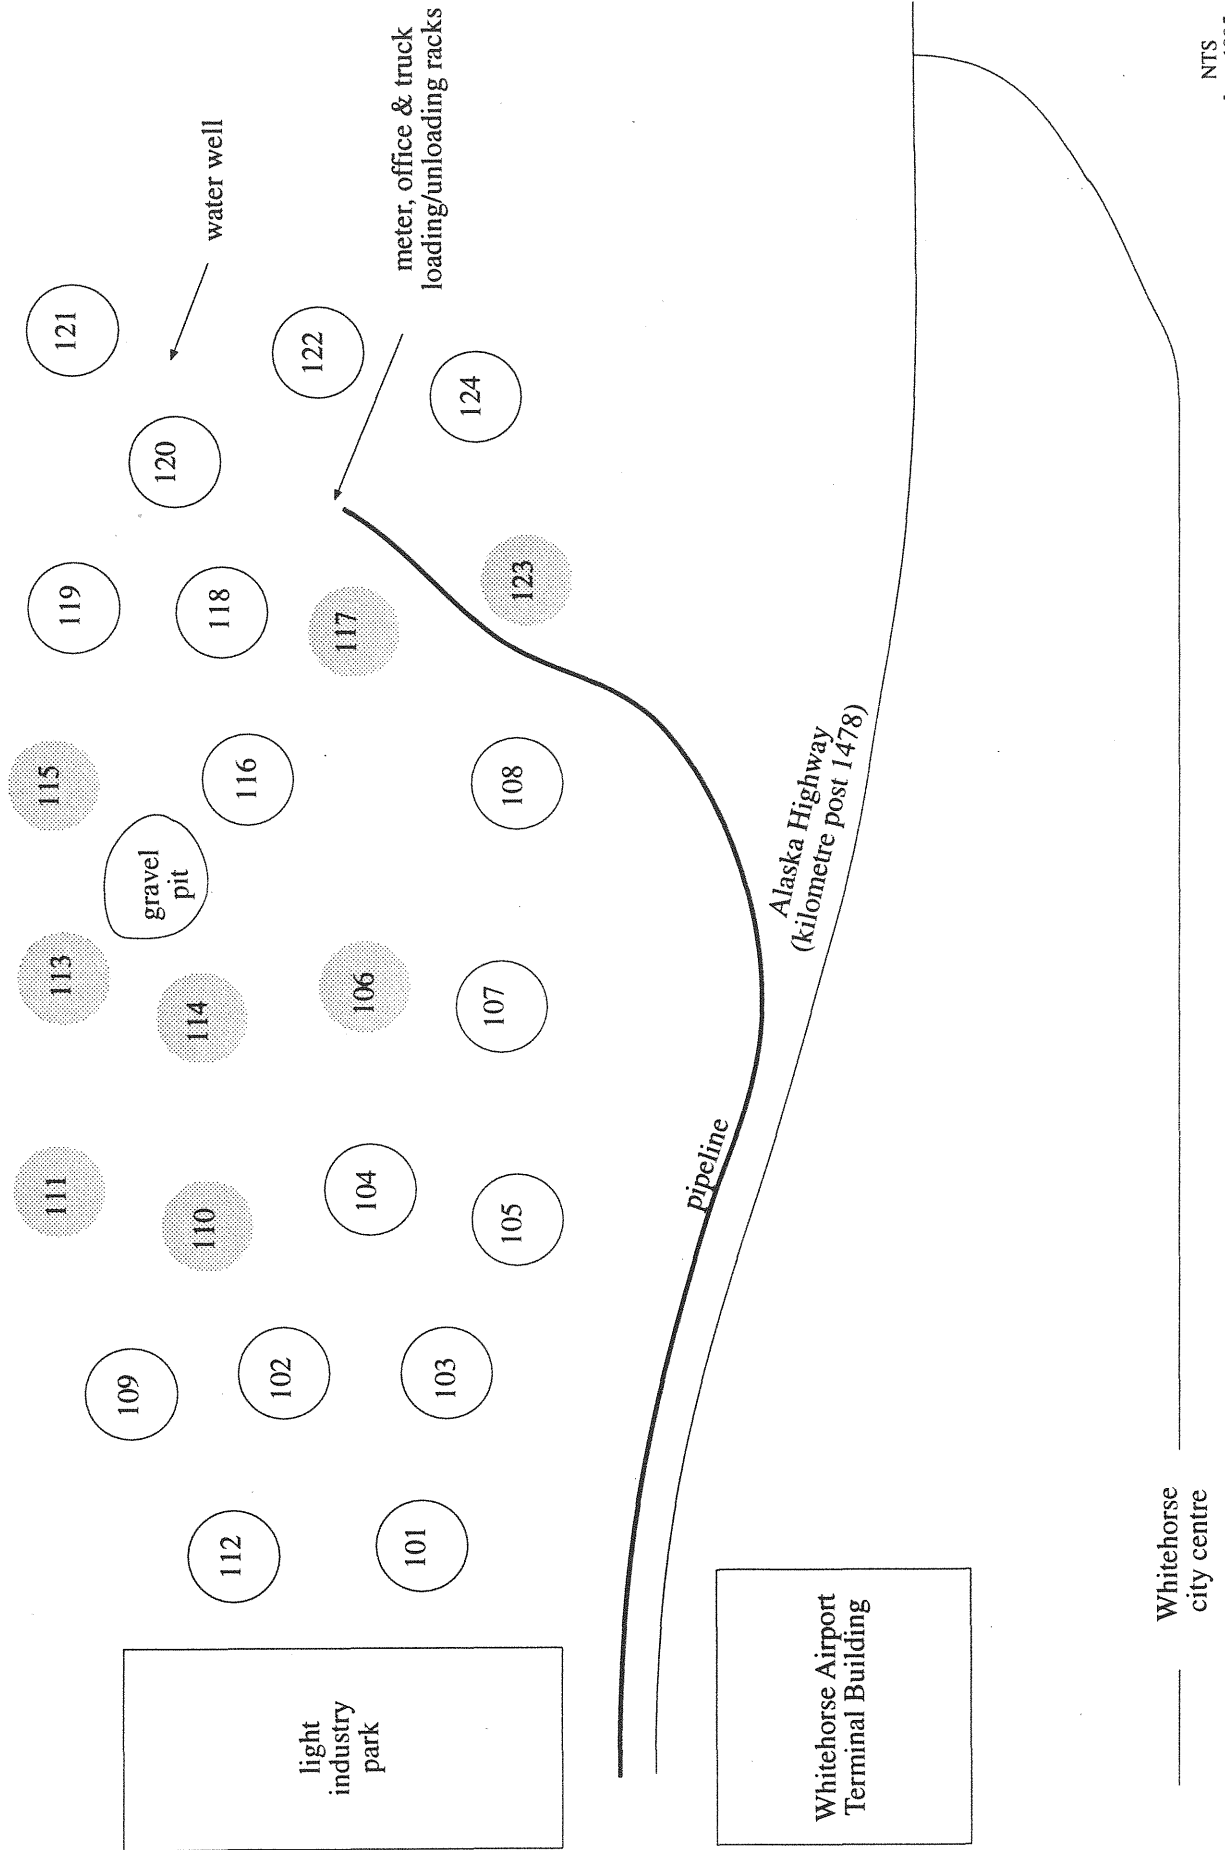 111
113
115
119
121
109
gravel
pit
120
water well
112
110
114
116
118
102
122
light
industry
park
104
106
117
meter, office & truck
loading/unloading racks
101
103
105
107
108
123
124
pipeline
Alaska Highway
(kilometre post 1478)
Whitehorse Airport
Terminal Building
Whitehorse
city centre
NTS